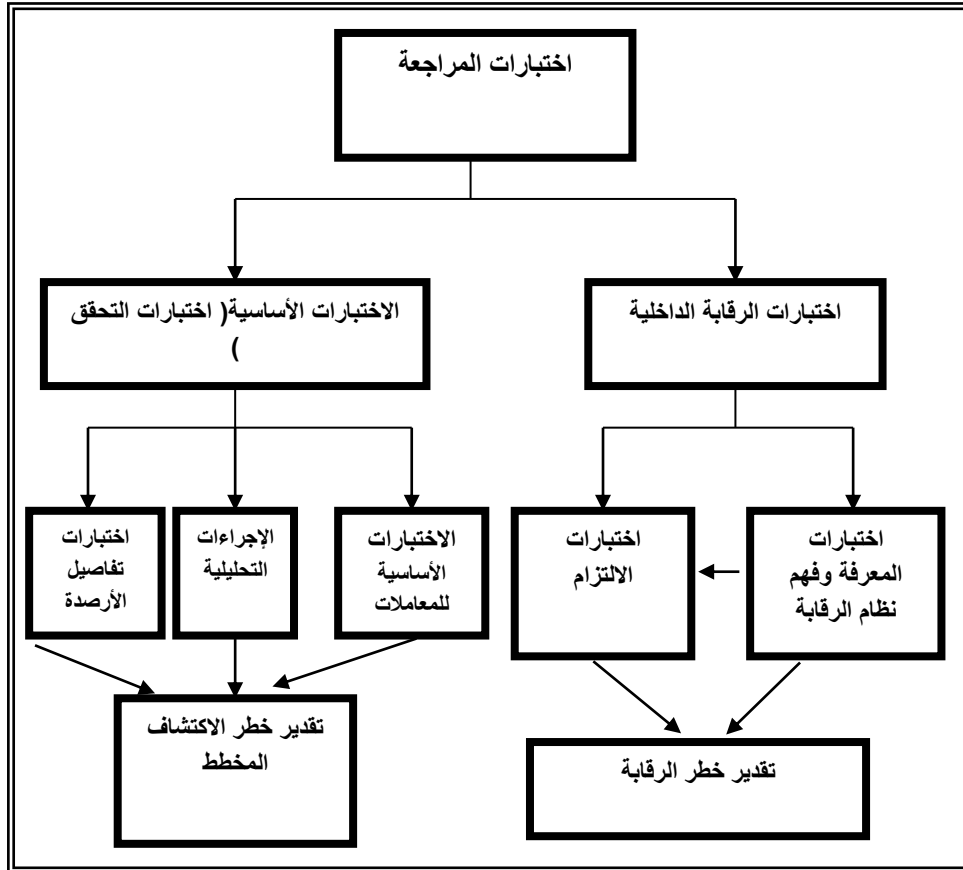 اختبارات المراجعة
اختبارات الرقابة الداخلية
الاختبارات الأساسية( اختبارات التحقق
)
اختبارات
المعرفة وفهم
نظام الرقابة
اختبارات
الالتزام
الاختبارات
الأساسية
للمعاملات
الإجراءات
التحليلية
اختبارات
تفاصيل
الأرصدة
تقدير خطر الرقابة
تقدير خطر الاكتشاف
المخطط